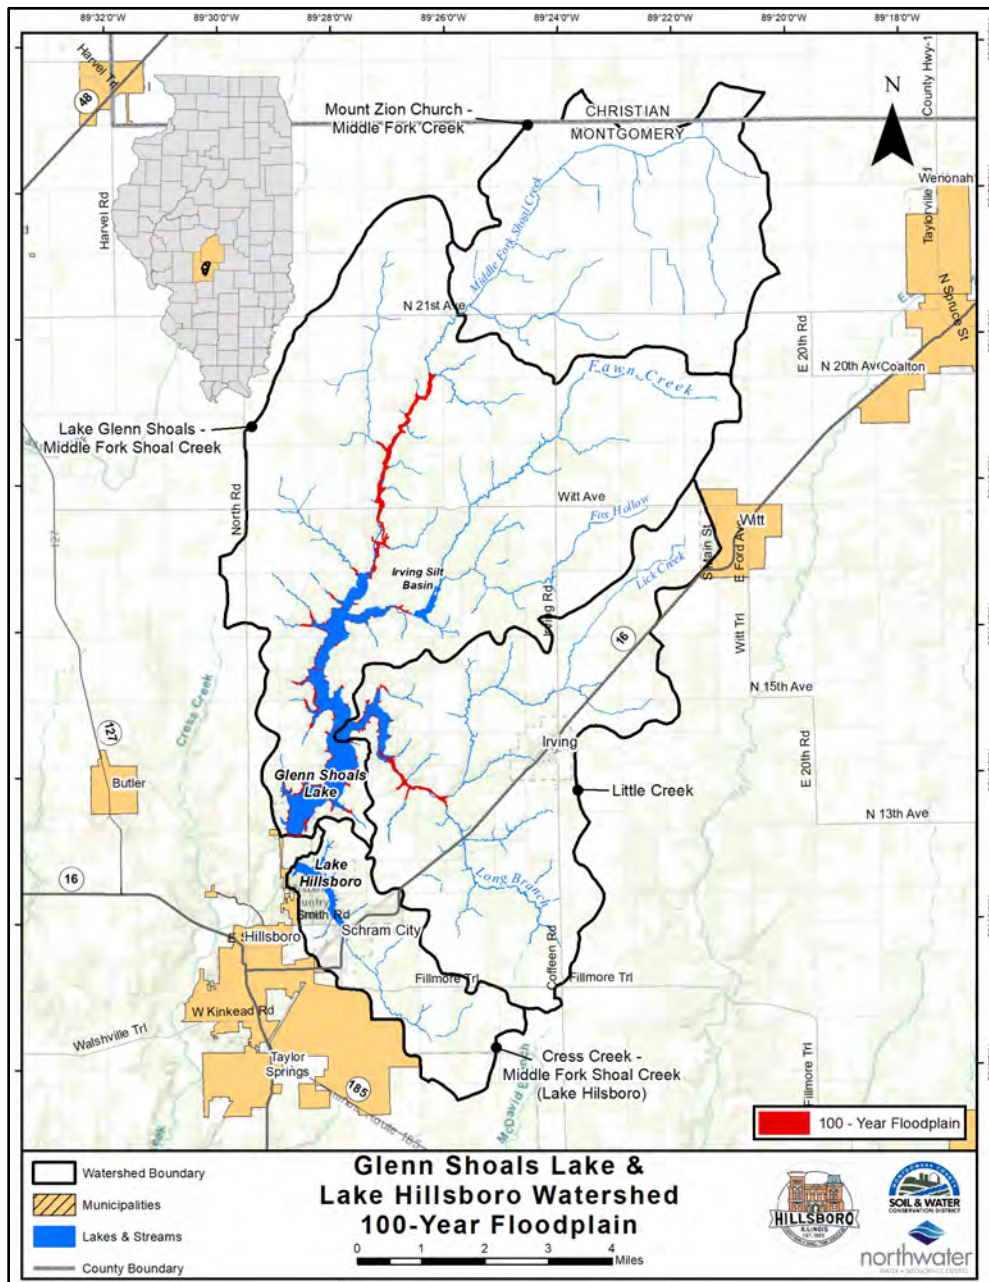 89°32'0"W
89°30'0"W
89°28'0"W
89°26'0"W
89°24'0"W
89°22'0"W
89°20'0"W
89°18'0"W
Harvel Trl
48
Mount Zion Church -
Middle Fork Creek
CHRISTIAN
MONTGOMERY
N
County Hwy-1
Wenonah
Taylorville
Harvel Rd
Middle Fork Shoal Creek
N 21st Ave
N Spruce St
E 20th Rd
N 20th Ave
Coalton
Fawn Creek
Lake Glenn Shoals -
Middle Fork Shoal Creek
North Rd
Witt Ave
Fox Hollow
Witt
S Main St
E Ford Ave
Lick Creek
127
Irving Silt
Basin
Irving Rd
16
Witt Trl
Cress Creek
N 15th Ave
127
Irving
E 20th Rd
Butler
Glenn Shoals
Lake
Little Creek
N 13th Ave
Lake
Hillsboro
16
Long Branch
Smith Rd
Schram City
Hillsboro
Coffeen Rd
Fillmore Trl
Fillmore Trl
W Kinkead Rd
Walshville Trl
Taylor
Springs
Cress Creek -
Middle Fork Shoal Creek
(Lake Hilsboro)
McDavid Branch
Fillmore Trl
185
100 - Year Floodplain
Watershed Boundary
Municipalities
Lakes & Streams
County Boundary
Glenn Shoals Lake &
Lake Hillsboro Watershed
100-Year Floodplain
0 1 2 3 4
Miles
HILLSBORO
ILLINOIS
MONTGOMERY COUNTY
SOIL & WATER
CONSERVATION DISTRICT
northwater